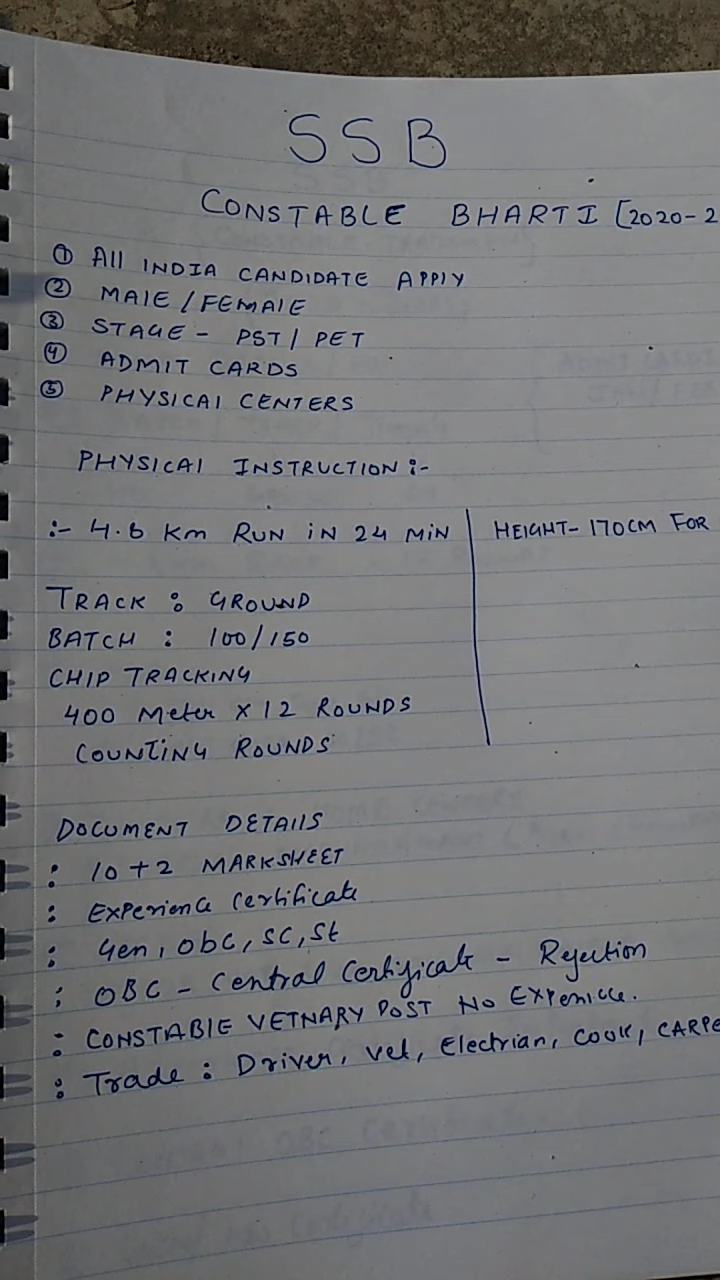 SSB
CONSTABLE BHARTI [2020-2
① All INDIA CANDIDATE APPLY
② MALE / FEMALE
③ STAGE - PST / PET
④ ADMIT CARDS
⑤ PHYSICAL CENTERS
PHYSICAL INSTRUCTION :-
:- 4.8 Km RUN iN 24 MiN
HEIGHT- 170CM FOR
TRACK : GROUND
BATCH : 100/150
CHIP TRACKING
400 Meter X 12 ROUNDS
COUNTiNG ROUNDS
DOCUMENT DETAILS
: 10+2 MARKSHEET
: Experience Certificate
: Gen, Obc, SC, St
: OBC - Central Certificate - Rejection
: CONSTABLE VETNARY POST NO EXPenicce.
: Trade : Driver, Vet, Electrian, Cook, CARPE